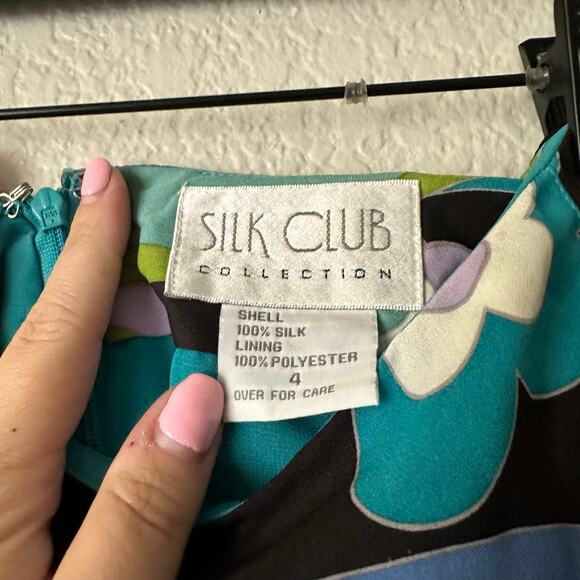 SILK CLUB
COLLECTION
SHELL
100% SILK
LINING
100% POLYESTER
4
OVER FOR CARE